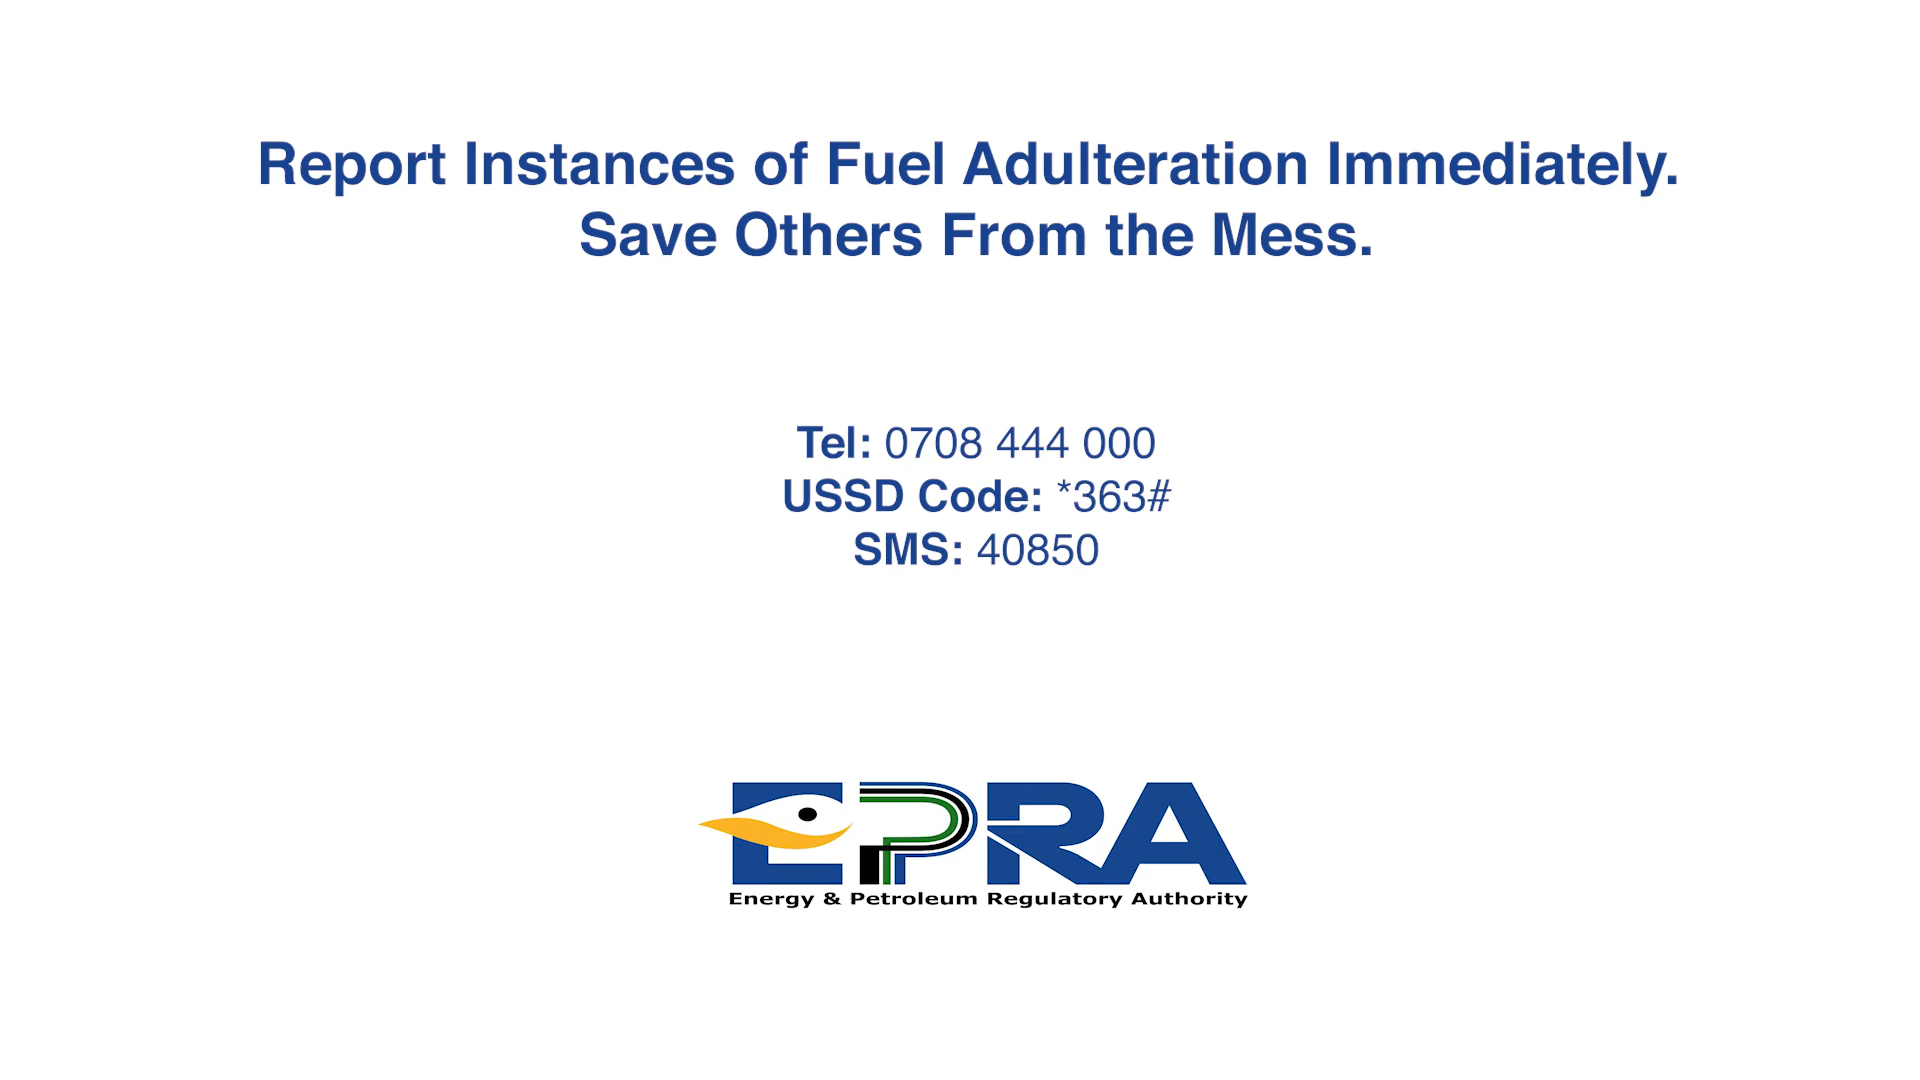 Report Instances of Fuel Adulteration Immediately.
Save Others From the Mess.
Tel: 0708 444 000
USSD Code: *363#
SMS: 40850
EPRA
Energy & Petroleum Regulatory Authority